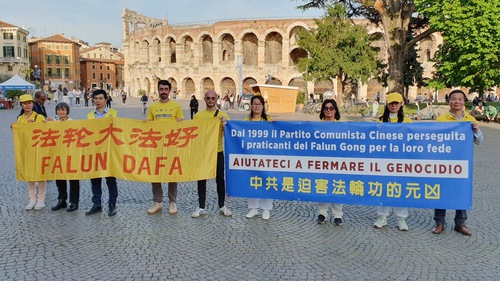 法轮大法好
FALUN DAFA
Dal 1999 il Partito Comunista Cinese perseguita
i praticanti del Falun Gong per la loro fede
AIUTATECI A FERMARE IL GENOCIDIO
中共是迫害法輪功的元凶